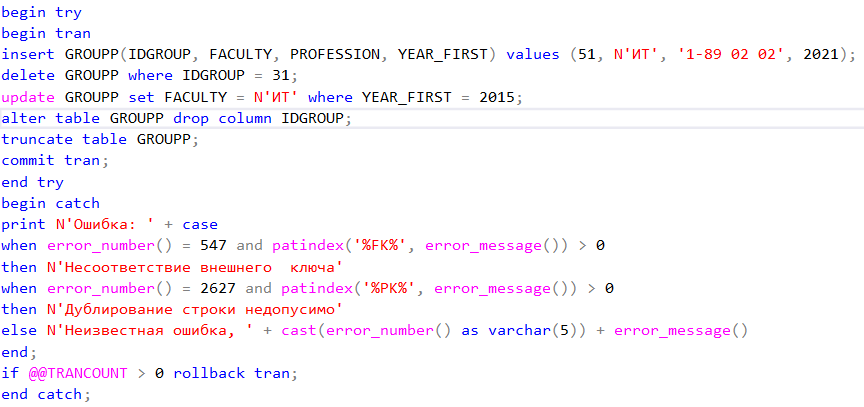 begin try
begin tran
insert GROUPP(IDGROUP, FACULTY, PROFESSION, YEAR_FIRST) values (51, N'ИТ', '1-89 02 02', 2021);
delete GROUPP where IDGROUP = 31;
update GROUPP set FACULTY = N'ИТ' where YEAR_FIRST = 2015;
alter table GROUPP drop column IDGROUP;
truncate table GROUPP;
commit tran;
end try
begin catch
print N'Ошибка: ' + case
when error_number() = 547 and patindex('%FK%', error_message()) > 0
then N'Несоответствие внешнего  ключа'
when error_number() = 2627 and patindex('%PK%', error_message()) > 0
then N'Дублирование строки недопусимо'
else N'Неизвестная ошибка, ' + cast(error_number() as varchar(5)) + error_message()
end;
if @@TRANCOUNT > 0 rollback tran;
end catch;